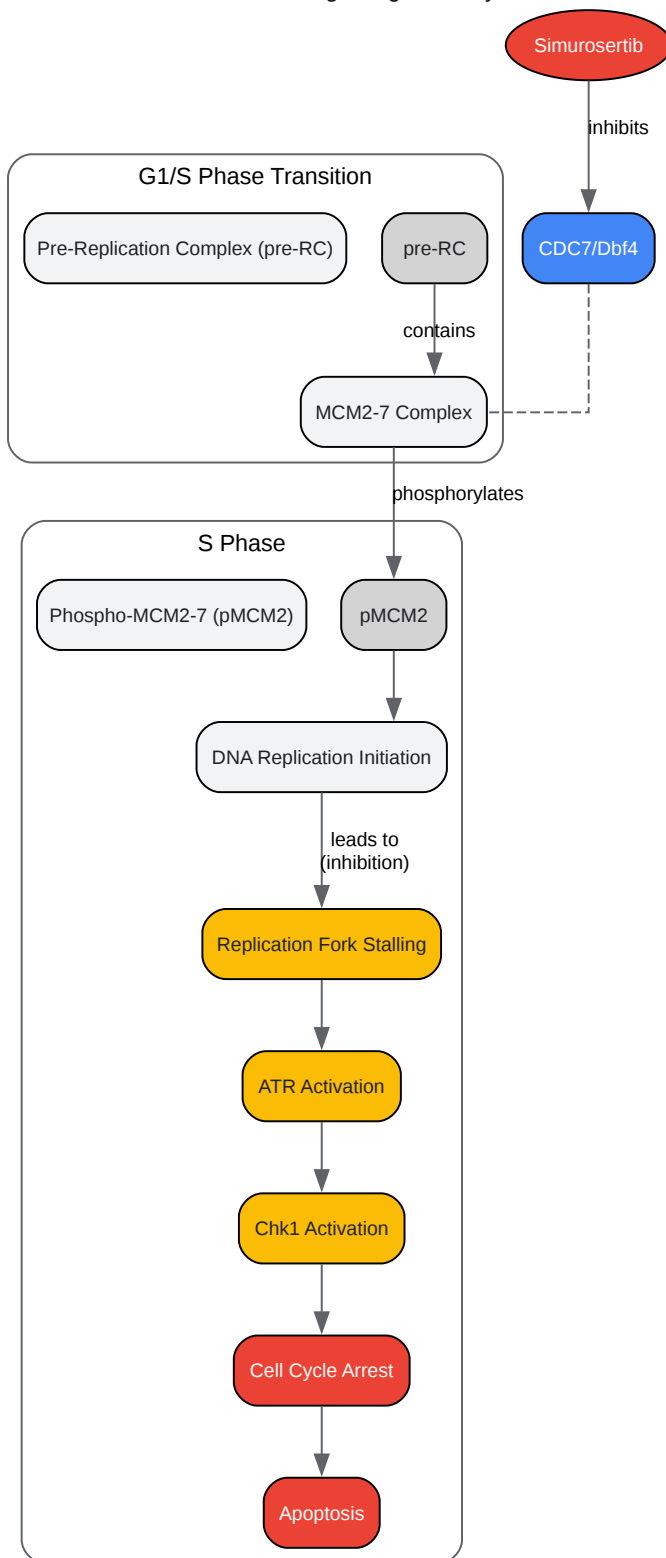 Simurosertib
inhibits
G1/S Phase Transition
Pre-Replication Complex (pre-RC)
pre-RC
CDC7/Dbf4
contains
MCM2-7 Complex
phosphorylates
S Phase
Phospho-MCM2-7 (pMCM2)
pMCM2
DNA Replication Initiation
leads to
(inhibition)
Replication Fork Stalling
ATR Activation
Chk1 Activation
Cell Cycle Arrest
Apoptosis